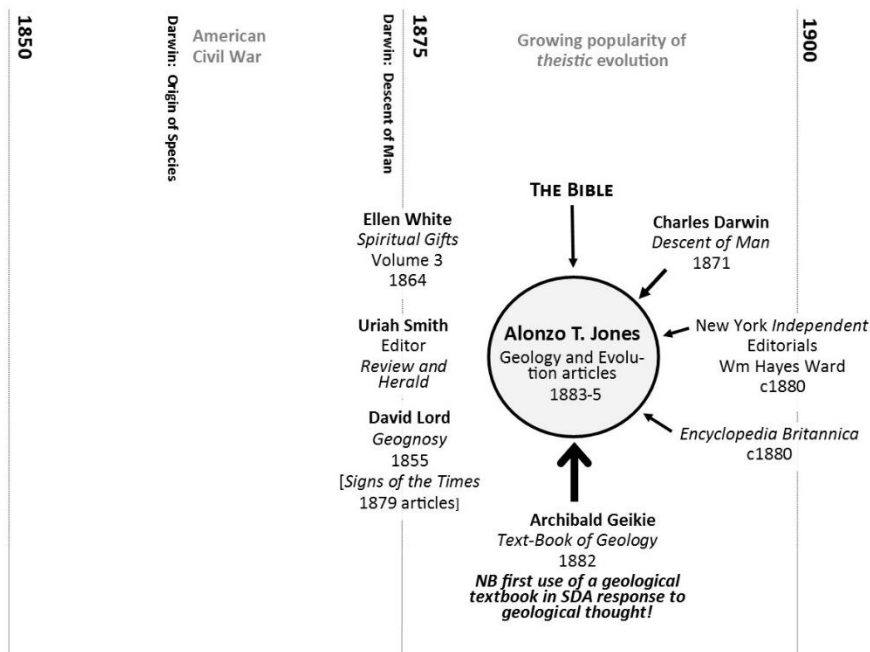 1850
Darwin:  Origin of Species
American
Civil War
1875
Darwin:  Descent of Man
Growing popularity of
theistic evolution
1900
THE BIBLE
Ellen White
Spiritual Gifts
Volume 3
1864
Charles Darwin
Descent of Man
1871
Uriah Smith
Editor
Review and
Herald
Alonzo T. Jones
Geology and Evolu-
tion articles
1883-5
New York Independent
Editorials
Wm Hayes Ward
c1880
David Lord
Geognosy
1855
[Signs of the Times
1879 articles]
Encyclopedia Britannica
c1880
Archibald Geikie
Text-Book of Geology
1882
NB first use of a geological
textbook in SDA response to
geological thought!